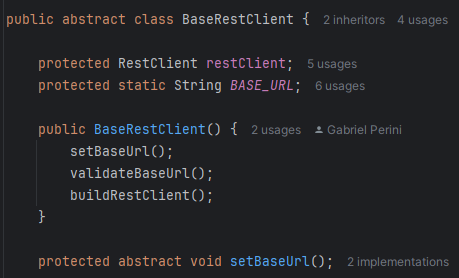 public abstract class BaseRestClient { 2 inheritors 4 usages
protected RestClient restClient; 5 usages
protected static String BASE_URL; 6 usages
public BaseRestClient() { 2 usages Gabriel Perini
setBaseUrl();
validateBaseUrl();
buildRestClient();
}
protected abstract void setBaseUrl(); 2 implementations